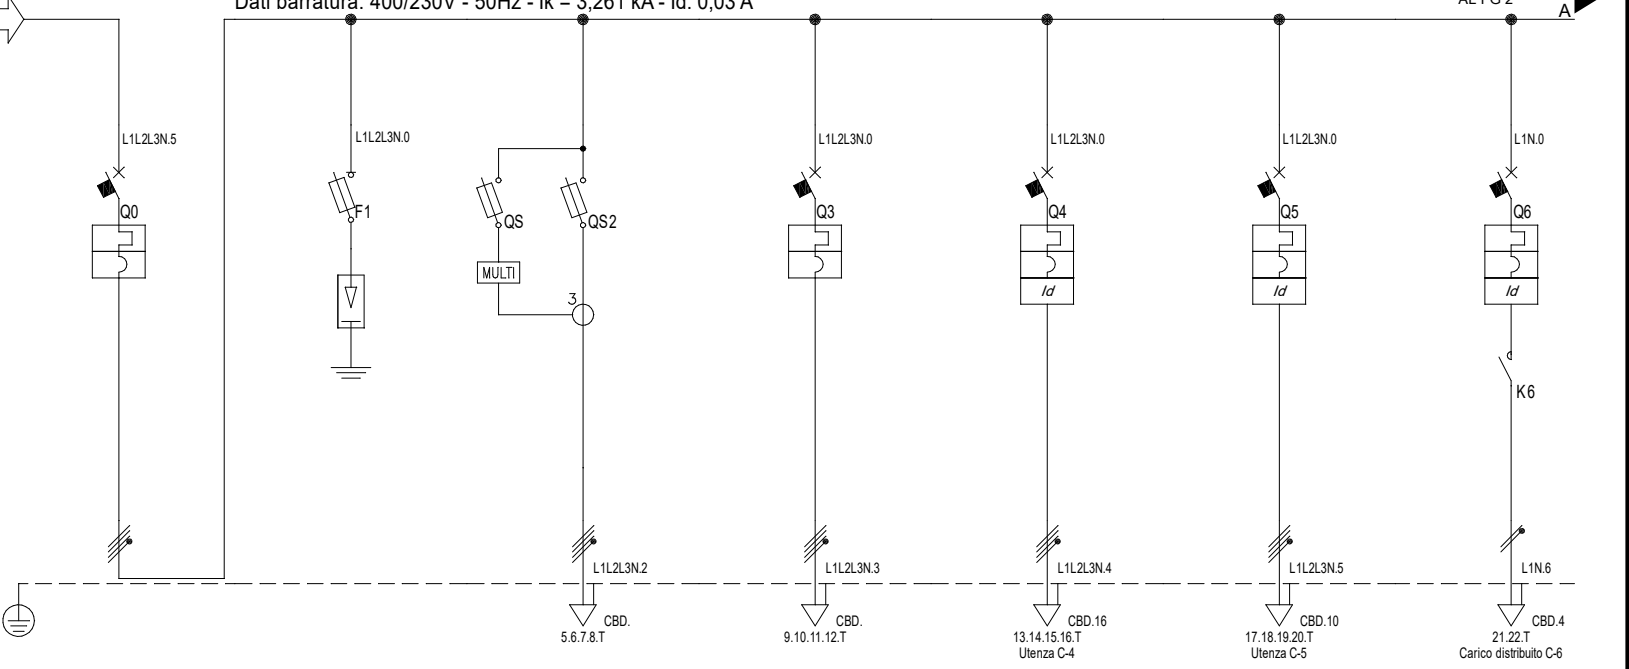 Dati barratura: 400/230V - 50Hz - Ik = 3,261 kA - Id: 0,03 A
A
L1L2L3N.5
L1L2L3N.0
L1L2L3N.0
L1L2L3N.0
L1L2L3N.0
L1N.0
Q0
F1
QS
QS2
Q3
Q4
Q5
Q6
MULTI
Id
Id
Id
3
K6
L1L2L3N.2
L1L2L3N.3
L1L2L3N.4
L1L2L3N.5
L1N.6
CBD.
CBD.
CBD.16
CBD.10
CBD.4
5.6.7.8.T
9.10.11.12.T
13.14.15.16.T
17.18.19.20.T
21.22.T
Utenza C-4
Utenza C-5
Carico distribuito C-6